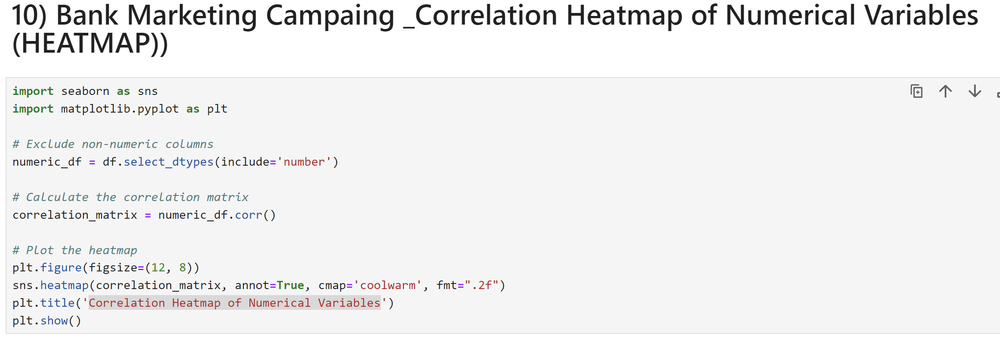 10) Bank Marketing Campaing _Correlation Heatmap of Numerical Variables
(HEATMAP))
import seaborn as sns
import matplotlib.pyplot as plt
# Exclude non-numeric columns
numeric_df = df.select_dtypes(include='number')
# Calculate the correlation matrix
correlation_matrix = numeric_df.corr()
# Plot the heatmap
plt.figure(figsize=(12, 8))
sns.heatmap(correlation_matrix, annot=True, cmap='coolwarm', fmt=".2f")
plt.title('Correlation Heatmap of Numerical Variables')
plt.show()